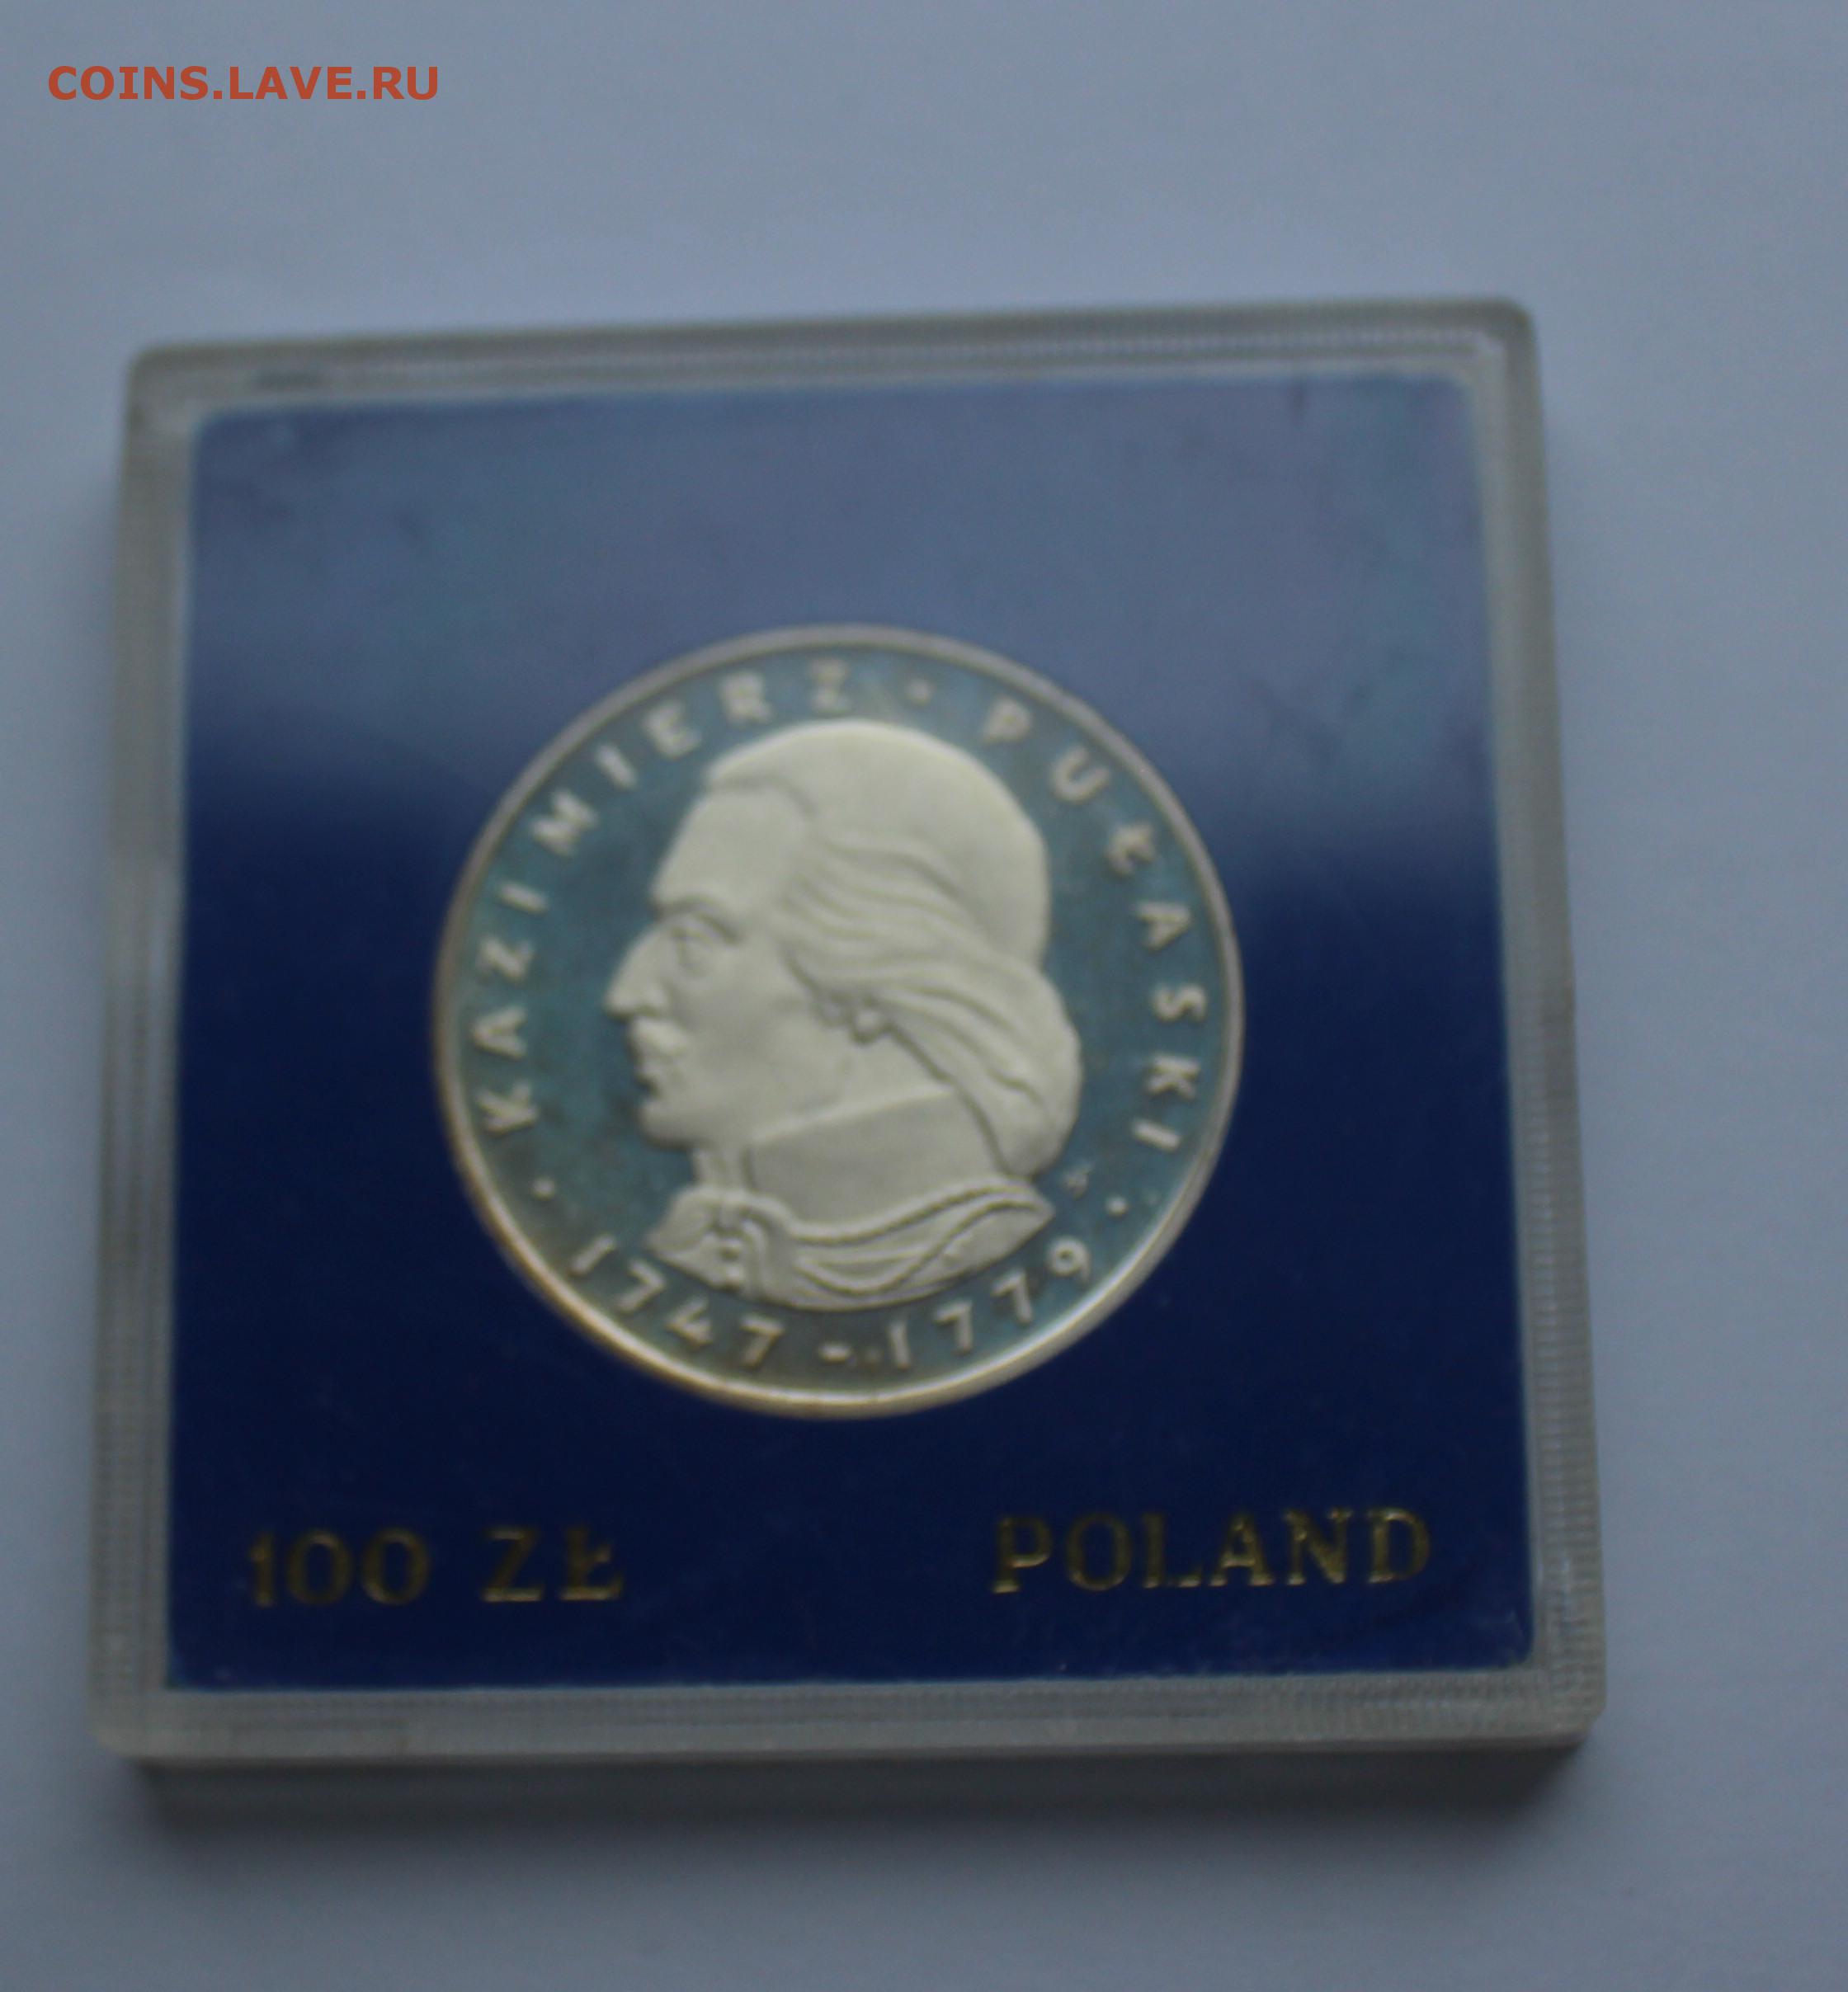 COINS.LAVE.RU
KAZIMIERZ · PUŁASKI ·
1747-1779 ·
100 ZŁ
POLAND